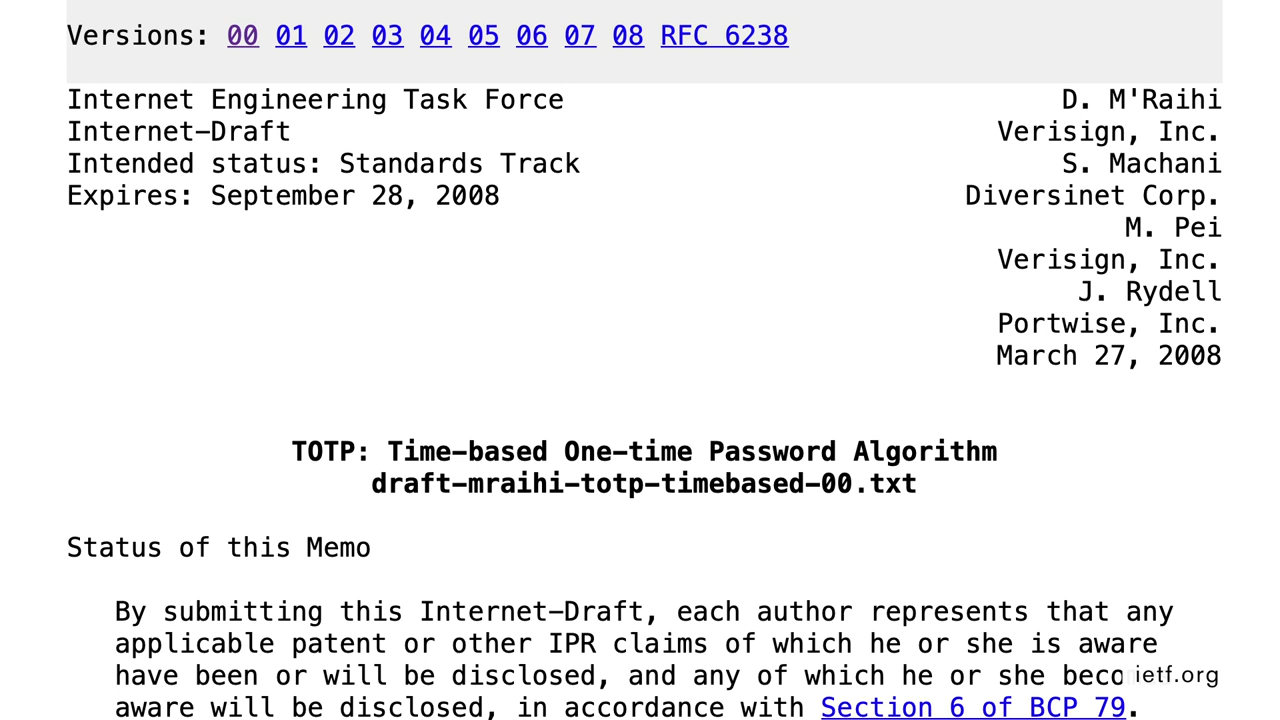 Versions: 00 01 02 03 04 05 06 07 08 RFC 6238
Internet Engineering Task Force D. M'Raihi
Internet-Draft Verisign, Inc.
Intended status: Standards Track S. Machani
Expires: September 28, 2008 Diversinet Corp.
M. Pei
Verisign, Inc.
J. Rydell
Portwise, Inc.
March 27, 2008
TOTP: Time-based One-time Password Algorithm
draft-mraihi-totp-timebased-00.txt
Status of this Memo
By submitting this Internet-Draft, each author represents that any
applicable patent or other IPR claims of which he or she is aware
have been or will be disclosed, and any of which he or she beco
ietf.org
aware will be disclosed, in accordance with Section 6 of BCP 79.